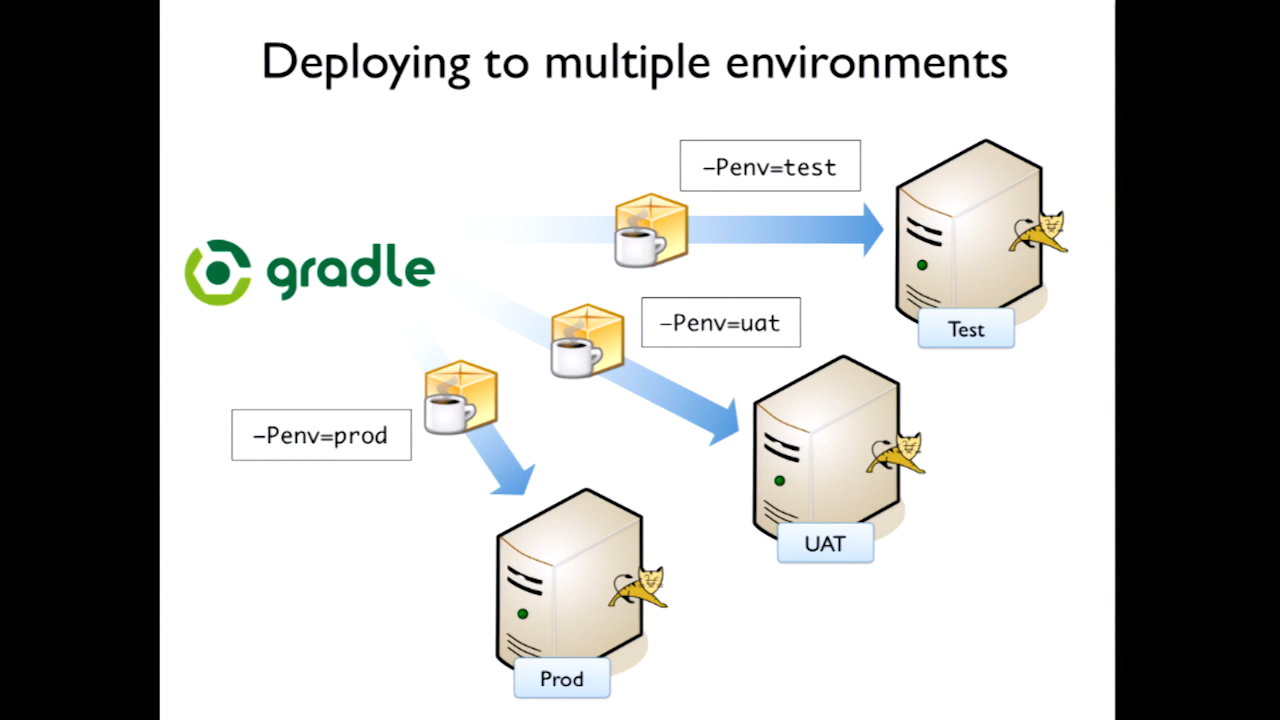 Deploying to multiple environments
–Penv=test
gradle
–Penv=uat
Test
–Penv=prod
UAT
Prod